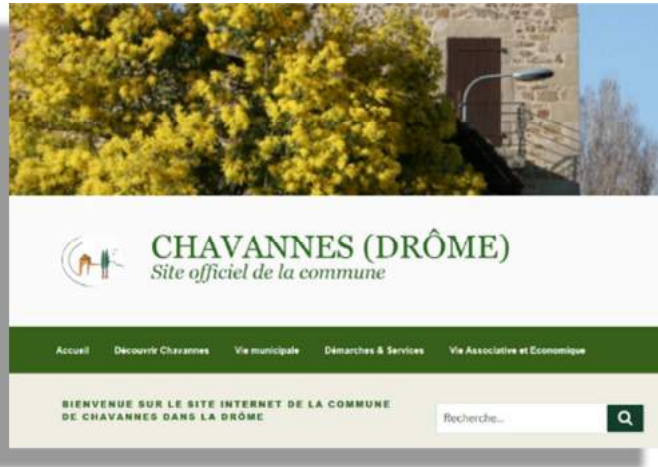 CHAVANNES (DRÔME)
Site officiel de la commune
Accueil Découvrir Chavannes Vie municipale Démarches & Services Vie Associative et Economique
BIENVENUE SUR LE SITE INTERNET DE LA COMMUNE
DE CHAVANNES DANS LA DRÔME
Recherche...